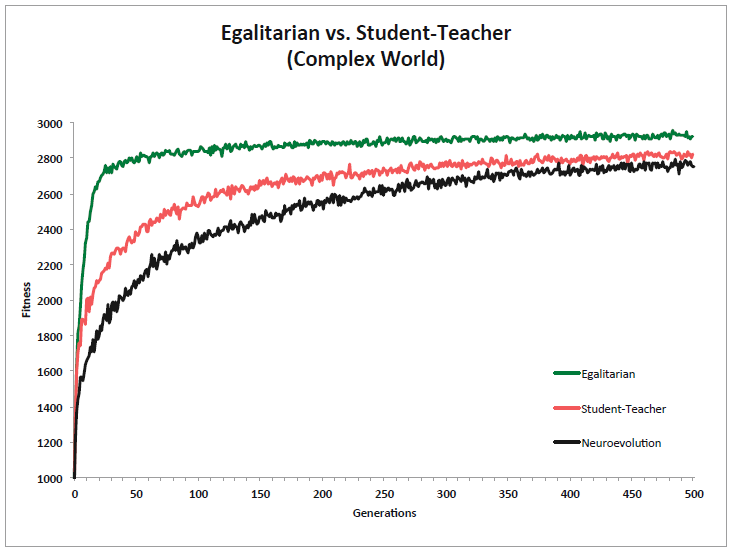 Egalitarian vs. Student-Teacher
(Complex World)
3000
2800
2600
2400
2200
2000
1800
1600
1400
1200
1000
Fitness
0 50 100 150 200 250 300 350 400 450 500
Generations
Egalitarian
Student-Teacher
Neuroevolution